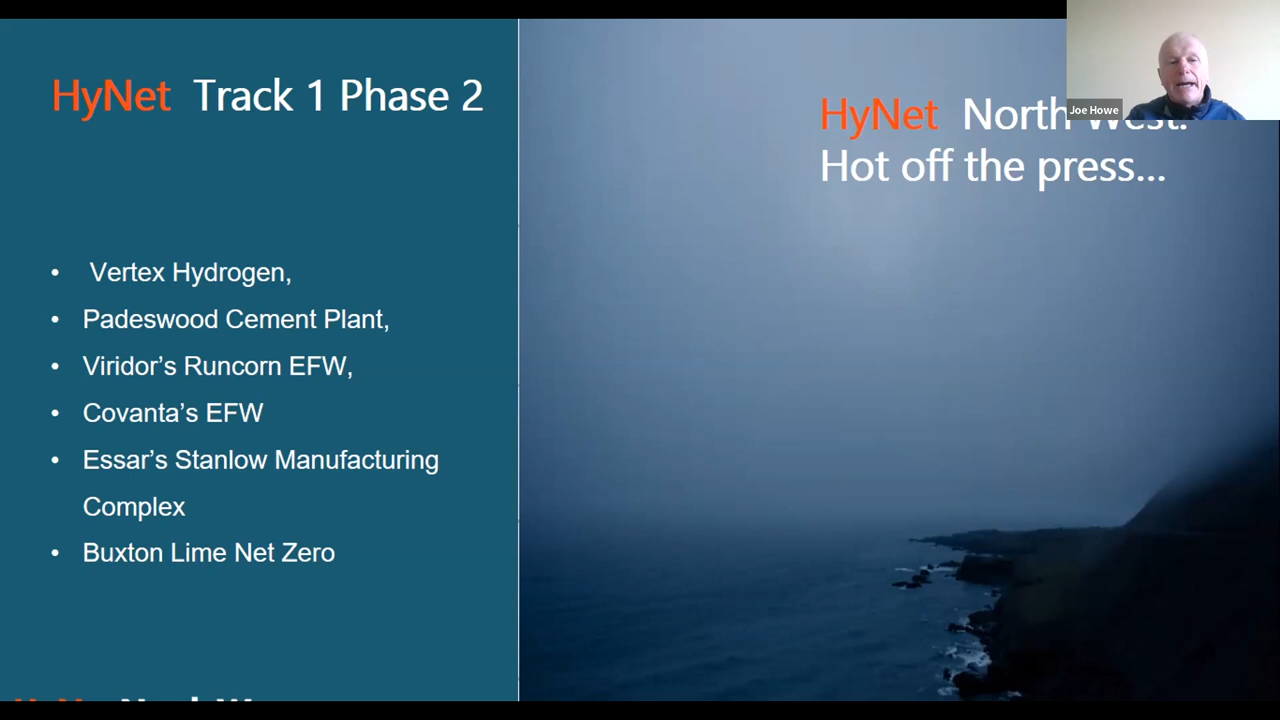 HyNet Track 1 Phase 2
• Vertex Hydrogen,
• Padeswood Cement Plant,
• Viridor’s Runcorn EFW,
• Covanta’s EFW
• Essar’s Stanlow Manufacturing
Complex
• Buxton Lime Net Zero
HyNet North West:
Hot off the press...
Joe Howe